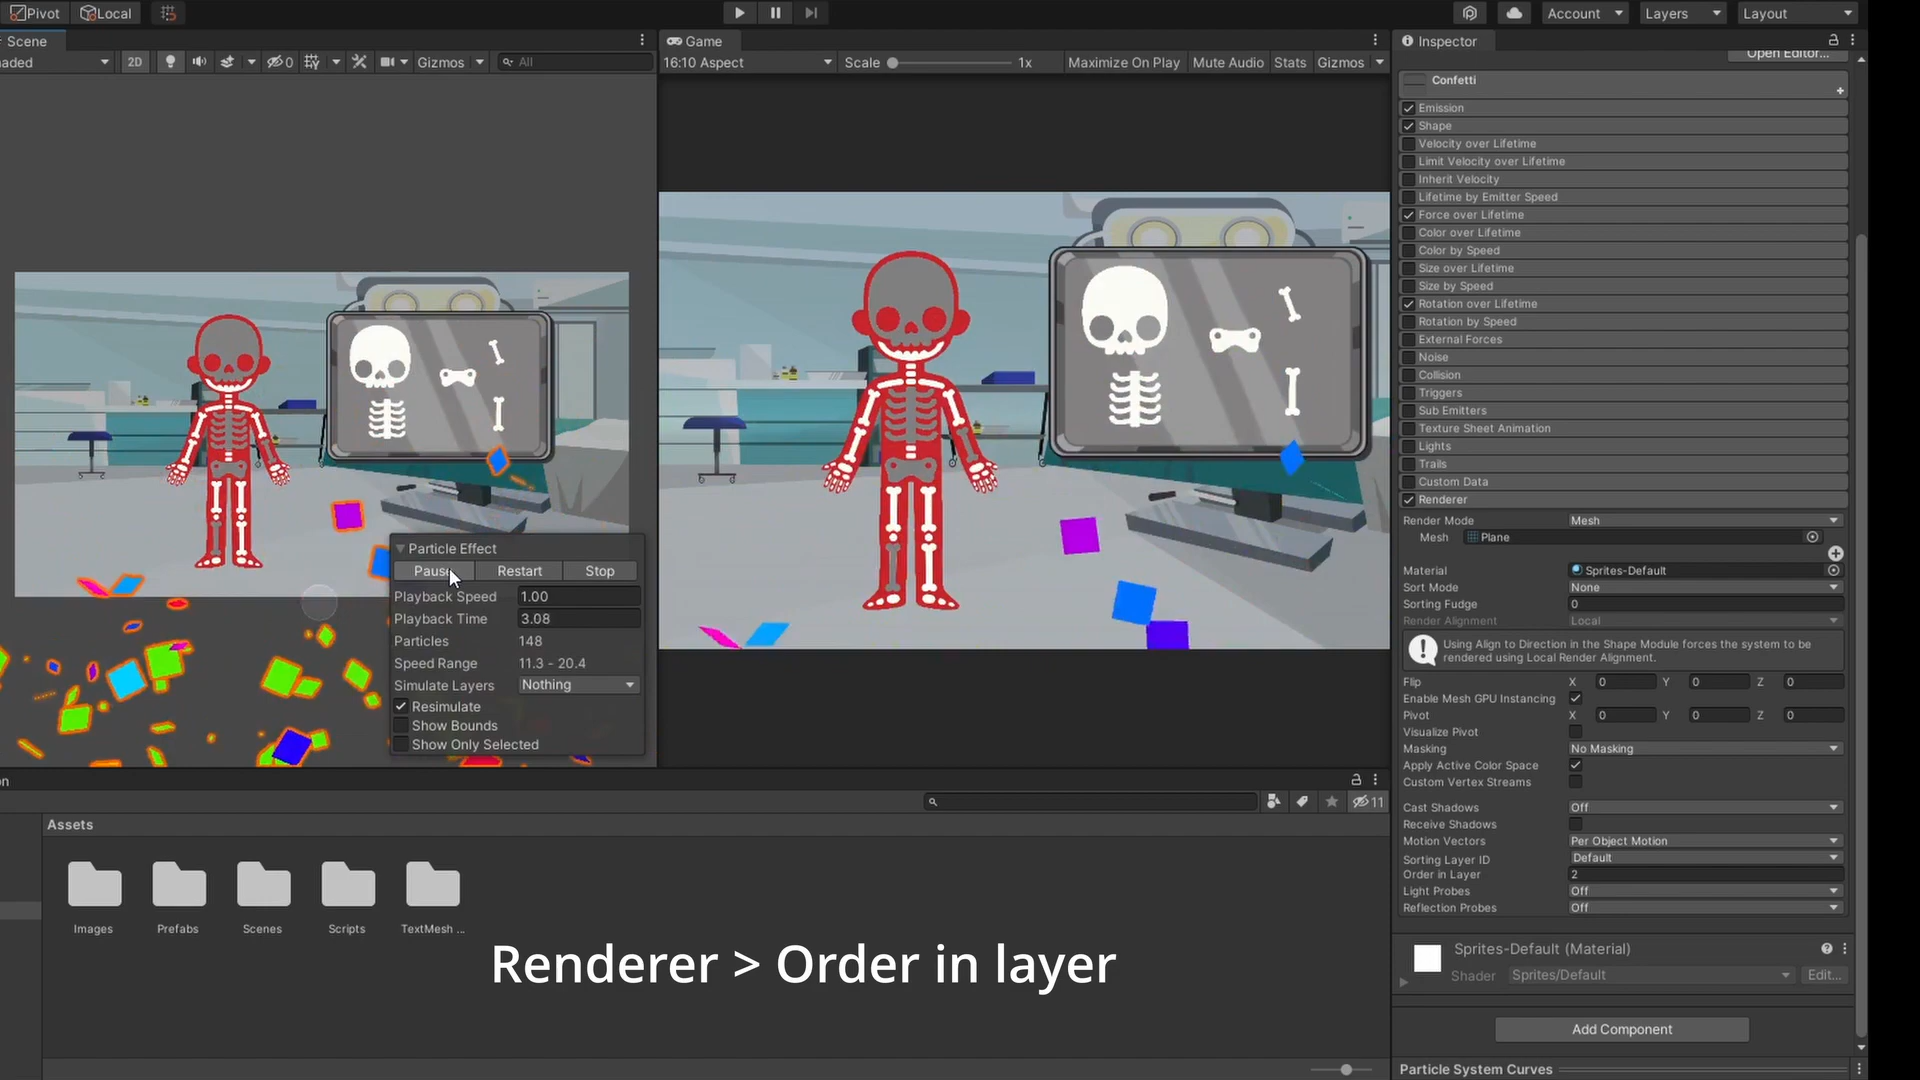 Pivot Local Account Layers Layout
Scene Game Inspector
aded 2D 0 Gizmos All 16:10 Aspect Scale 1x Maximize On Play Mute Audio Stats Gizmos Open Editor...
Confetti
Emission
Shape
Velocity over Lifetime
Limit Velocity over Lifetime
Inherit Velocity
Lifetime by Emitter Speed
Force over Lifetime
Color over Lifetime
Color by Speed
Size over Lifetime
Size by Speed
Rotation over Lifetime
Rotation by Speed
External Forces
Noise
Collision
Triggers
Sub Emitters
Texture Sheet Animation
Lights
Trails
Custom Data
Renderer
Render Mode Mesh
Mesh Plane
Material Sprites-Default
Sort Mode None
Sorting Fudge 0
Render Alignment Local
Using Align to Direction in the Shape Module forces the system to be
rendered using Local Render Alignment.
Flip X 0 Y 0 Z 0
Enable Mesh GPU Instancing
Pivot X 0 Y 0 Z 0
Visualize Pivot
Masking No Masking
Apply Active Color Space
Custom Vertex Streams
Cast Shadows Off
Receive Shadows
Motion Vectors Per Object Motion
Sorting Layer ID Default
Order in Layer 2
Light Probes Off
Reflection Probes Off
Sprites-Default (Material)
Shader Sprites/Default Edit...
Add Component
Particle System Curves
Particle Effect
Pause Restart Stop
Playback Speed 1.00
Playback Time 3.08
Particles 148
Speed Range 11.3 - 20.4
Simulate Layers Nothing
Resimulate
Show Bounds
Show Only Selected
on
11
Assets
Images Prefabs Scenes Scripts TextMesh ...
Renderer > Order in layer